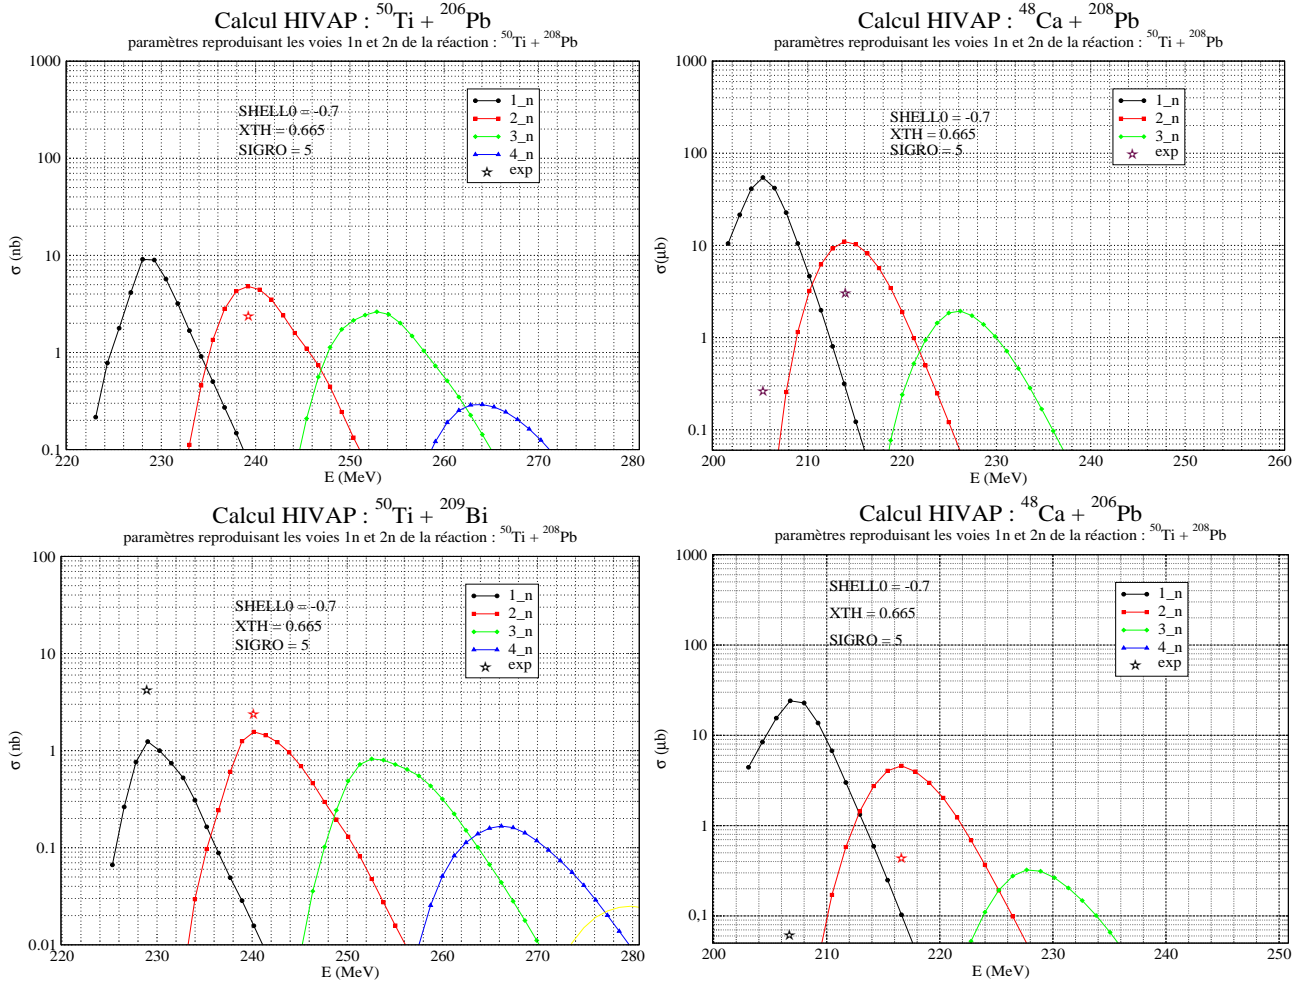 Calcul HIVAP : 50Ti + 206Pb
paramètres reproduisant les voies 1n et 2n de la réaction : 50Ti + 208Pb
1000
100
10
1
0.1
σ (nb)
SHELL0 = -0.7
XTH = 0.665
SIGRO = 5
1_n
2_n
3_n
4_n
exp
220 230 240 250 260 270 280
E (MeV)
Calcul HIVAP : 48Ca + 208Pb
paramètres reproduisant les voies 1n et 2n de la réaction : 50Ti + 208Pb
1000
100
10
1
0.1
σ(μb)
SHELL0 = -0.7
XTH = 0.665
SIGRO = 5
1_n
2_n
3_n
exp
200 210 220 230 240 250 260
E (MeV)
Calcul HIVAP : 50Ti + 209Bi
paramètres reproduisant les voies 1n et 2n de la réaction : 50Ti + 208Pb
100
10
1
0.1
0.01
σ (nb)
SHELL0 = -0.7
XTH = 0.665
SIGRO = 5
1_n
2_n
3_n
4_n
exp
220 230 240 250 260 270 280
E (MeV)
Calcul HIVAP : 48Ca + 206Pb
paramètres reproduisant les voies 1n et 2n de la réaction : 50Ti + 208Pb
1000
100
10
1
0,1
σ (μb)
SHELL0 = -0.7
XTH = 0.665
SIGRO = 5
1_n
2_n
3_n
4_n
exp
200 210 220 230 240 250
E (MeV)